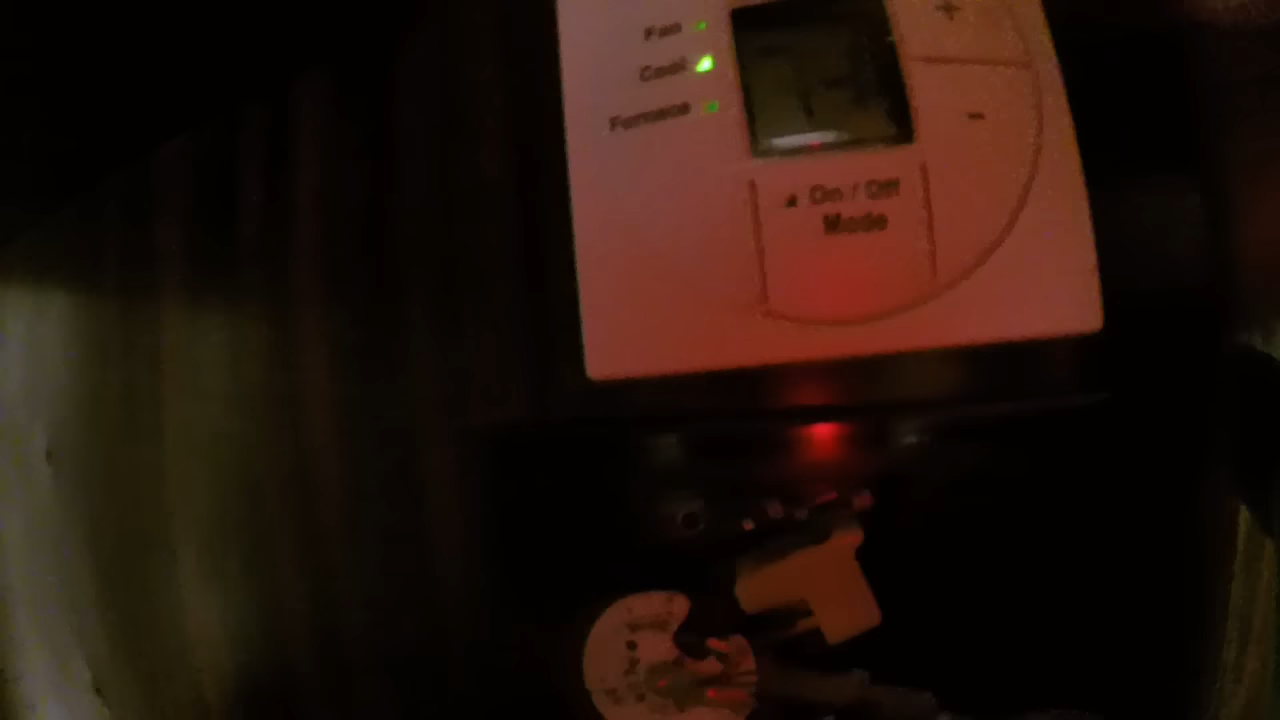 Fan
Cool
Furnace
+
-
On / Off
Mode